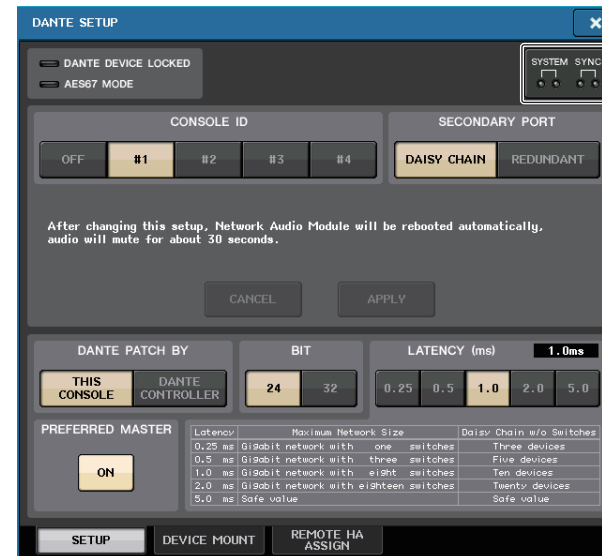 DANTE SETUP
DANTE DEVICE LOCKED
AES67 MODE
SYSTEM SYNC
CONSOLE ID
OFF #1 #2 #3 #4
SECONDARY PORT
DAISY CHAIN REDUNDANT
After changing this setup, Network Audio Module will be rebooted automatically,
audio will mute for about 30 seconds.
CANCEL APPLY
DANTE PATCH BY
THIS CONSOLE DANTE CONTROLLER
BIT
24 32
LATENCY (ms) 1.0ms
0.25 0.5 1.0 2.0 5.0
PREFERRED MASTER
ON
Latency Maximum Network Size Daisy Chain w/o Switches
0.25 ms Gigabit network with one switches Three devices
0.5 ms Gigabit network with three switches Five devices
1.0 ms Gigabit network with eight switches Ten devices
2.0 ms Gigabit network with eighteen switches Twenty devices
5.0 ms Safe value Safe value
SETUP DEVICE MOUNT REMOTE HA ASSIGN